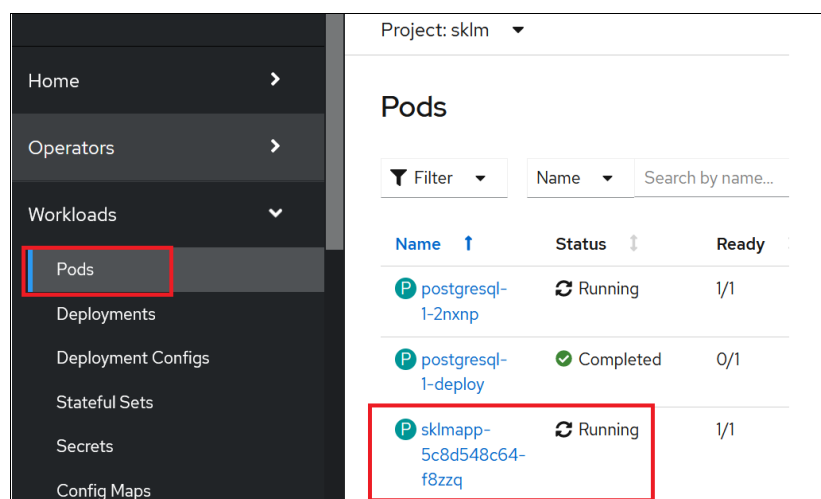 Project: sklm
Home
Pods
Operators
Filter Name Search by name...
Workloads
Name Status Ready
Pods
P postgresql- Running 1/1
1-2nxnp
Deployments
Deployment Configs
P postgresql- Completed 0/1
1-deploy
Stateful Sets
P sklmapp- Running 1/1
Secrets
5c8d548c64-
f8zzq
Config Maps